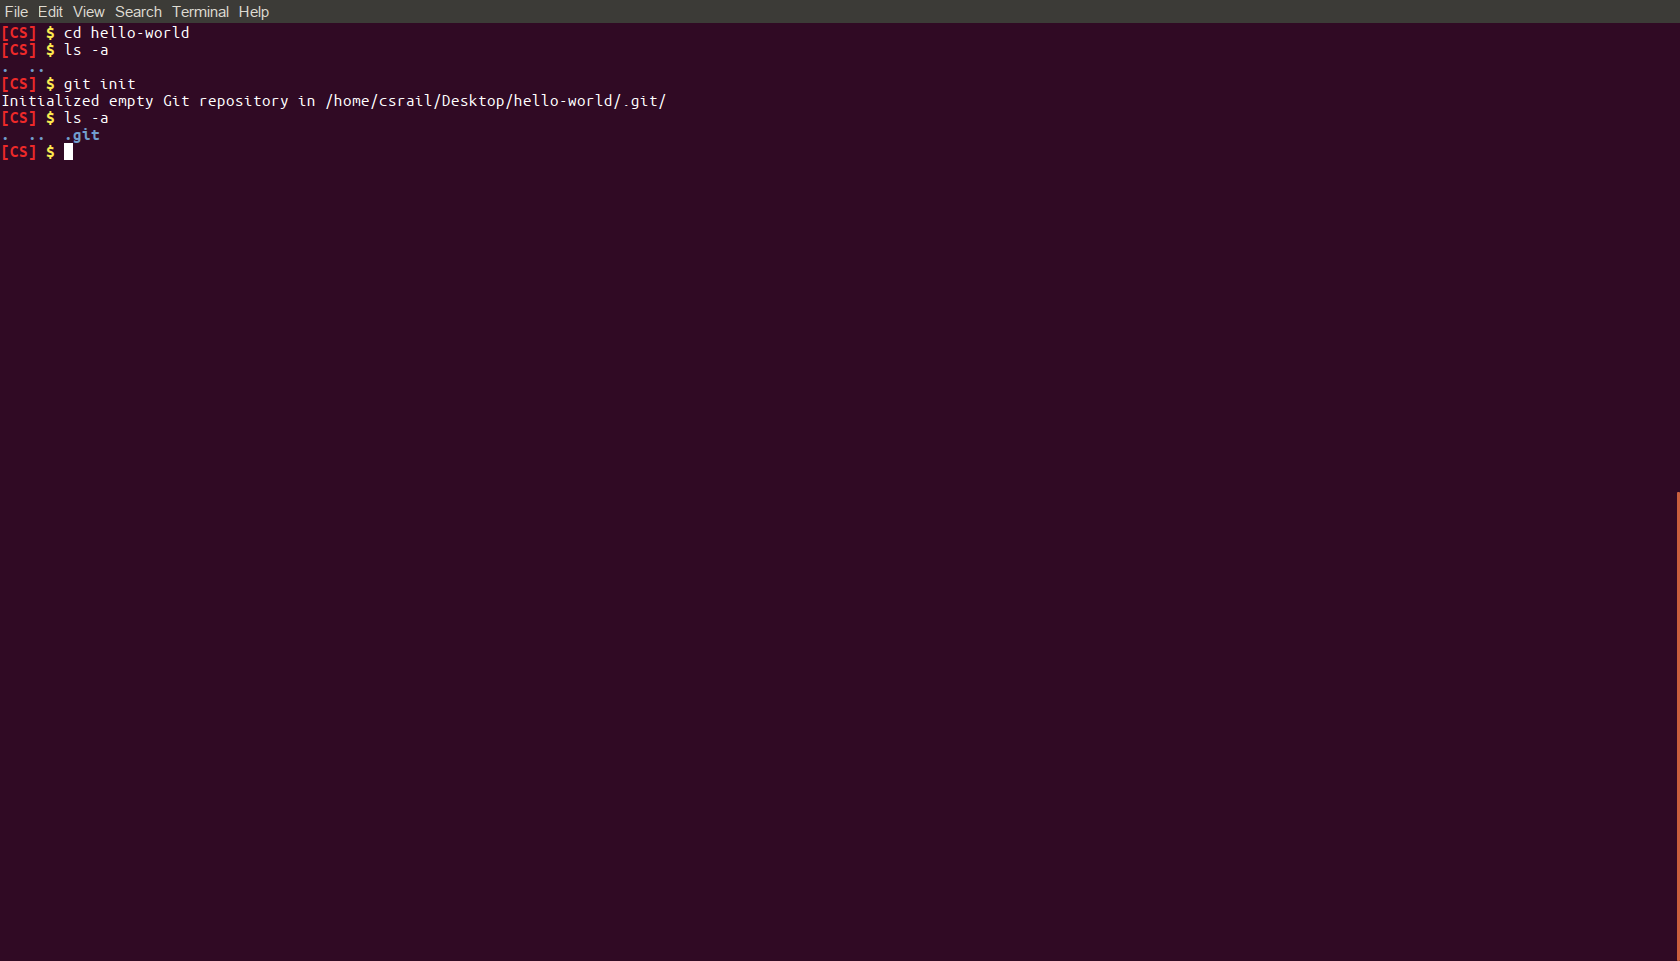 File Edit View Search Terminal Help
[CS] $ cd hello-world
[CS] $ ls -a
.  ..
[CS] $ git init
Initialized empty Git repository in /home/csrail/Desktop/hello-world/.git/
[CS] $ ls -a
.  ..  .git
[CS] $